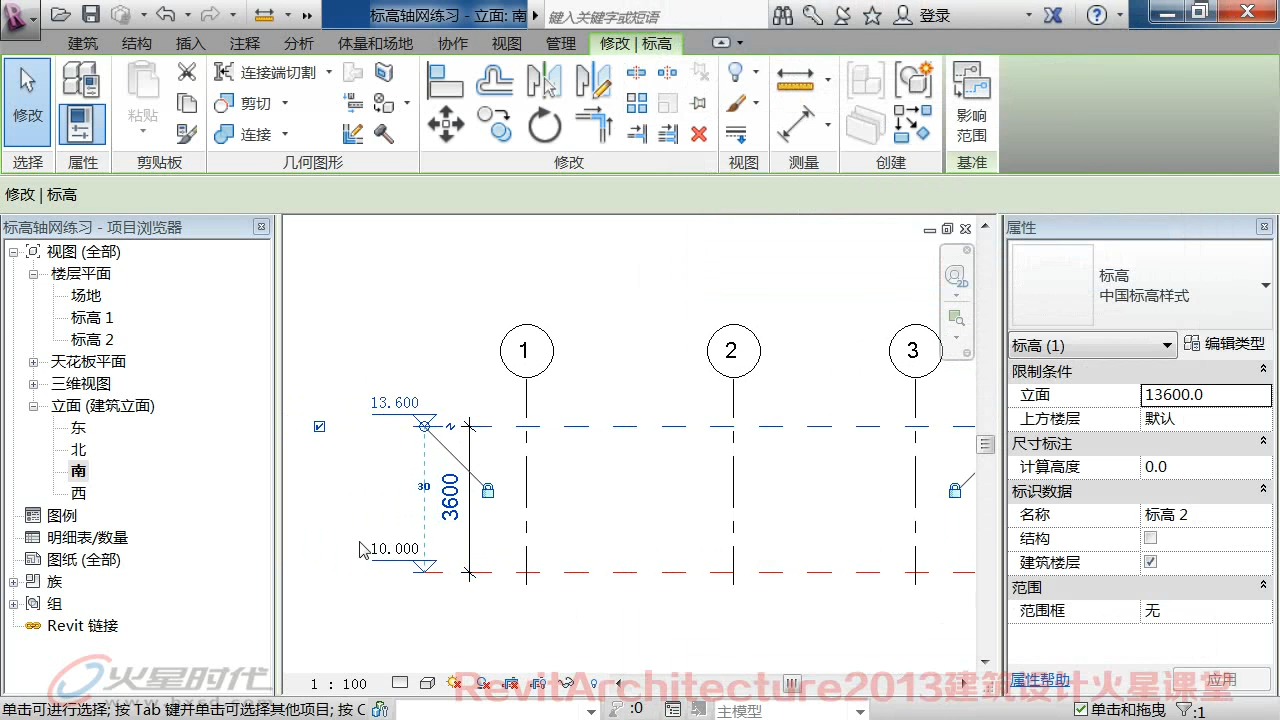 标高轴网练习 - 立面: 南
键入关键字或短语
登录
建筑 结构 插入 注释 分析 体量和场地 协作 视图 管理 修改 | 标高
修改
粘贴
连接端切割
剪切
连接
影响
范围
选择 属性 剪贴板 几何图形 修改 视图 测量 创建 基准
修改 | 标高
标高轴网练习 - 项目浏览器
视图 (全部)
楼层平面
场地
标高 1
标高 2
天花板平面
三维视图
立面 (建筑立面)
东
北
南
西
图例
明细表/数量
图纸 (全部)
族
组
Revit 链接
2D
1
2
3
13.600
3D
3600
10.000
属性
标高
中国标高样式
标高 (1)
编辑类型
限制条件
立面 13600.0
上方楼层 默认
尺寸标注
计算高度 0.0
标识数据
名称 标高 2
结构
建筑楼层
范围
范围框 无
属性帮助
应用
1 : 100
火星时代
RevitArchitecture2013建筑设计火星课堂
单击可进行选择; 按 Tab 键并单击可选择其他项目; 按 C
:0
主模型
单击和拖曳
:1